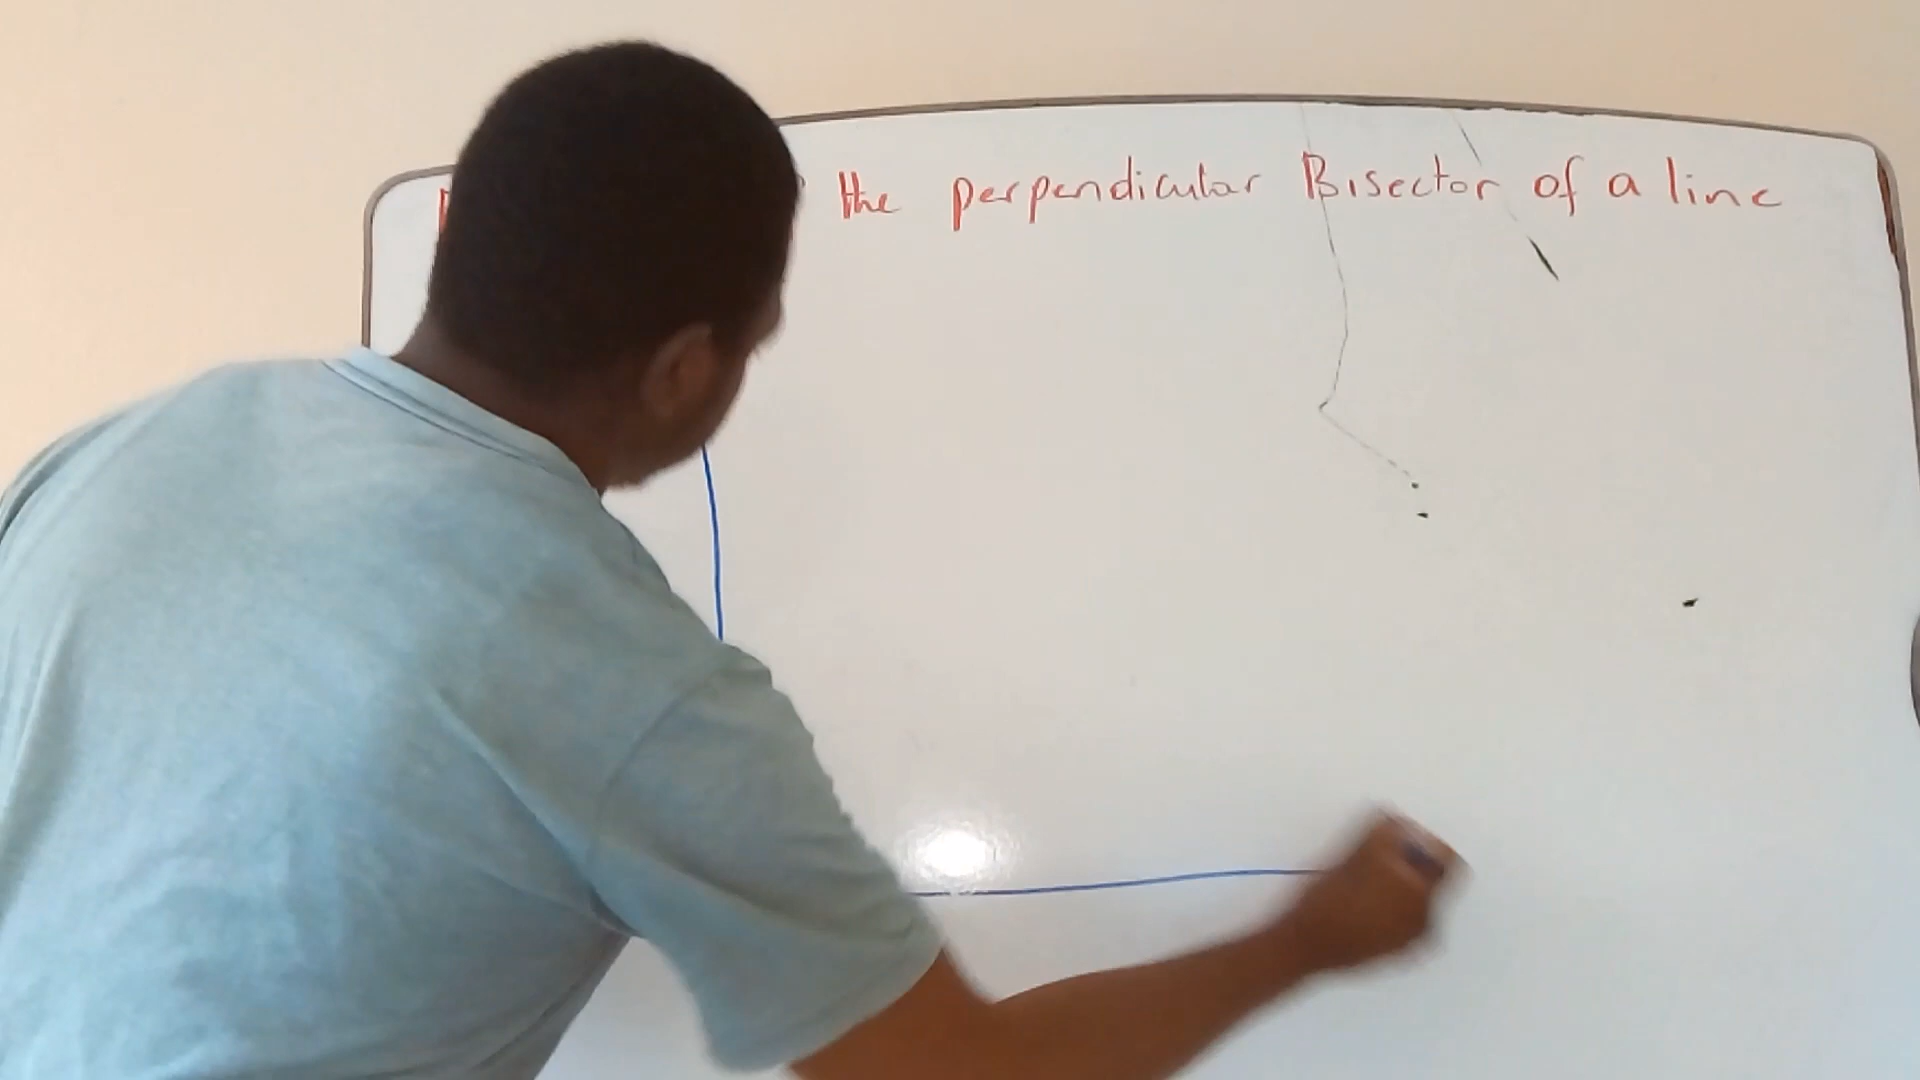 the perpendicular Bisector of a line